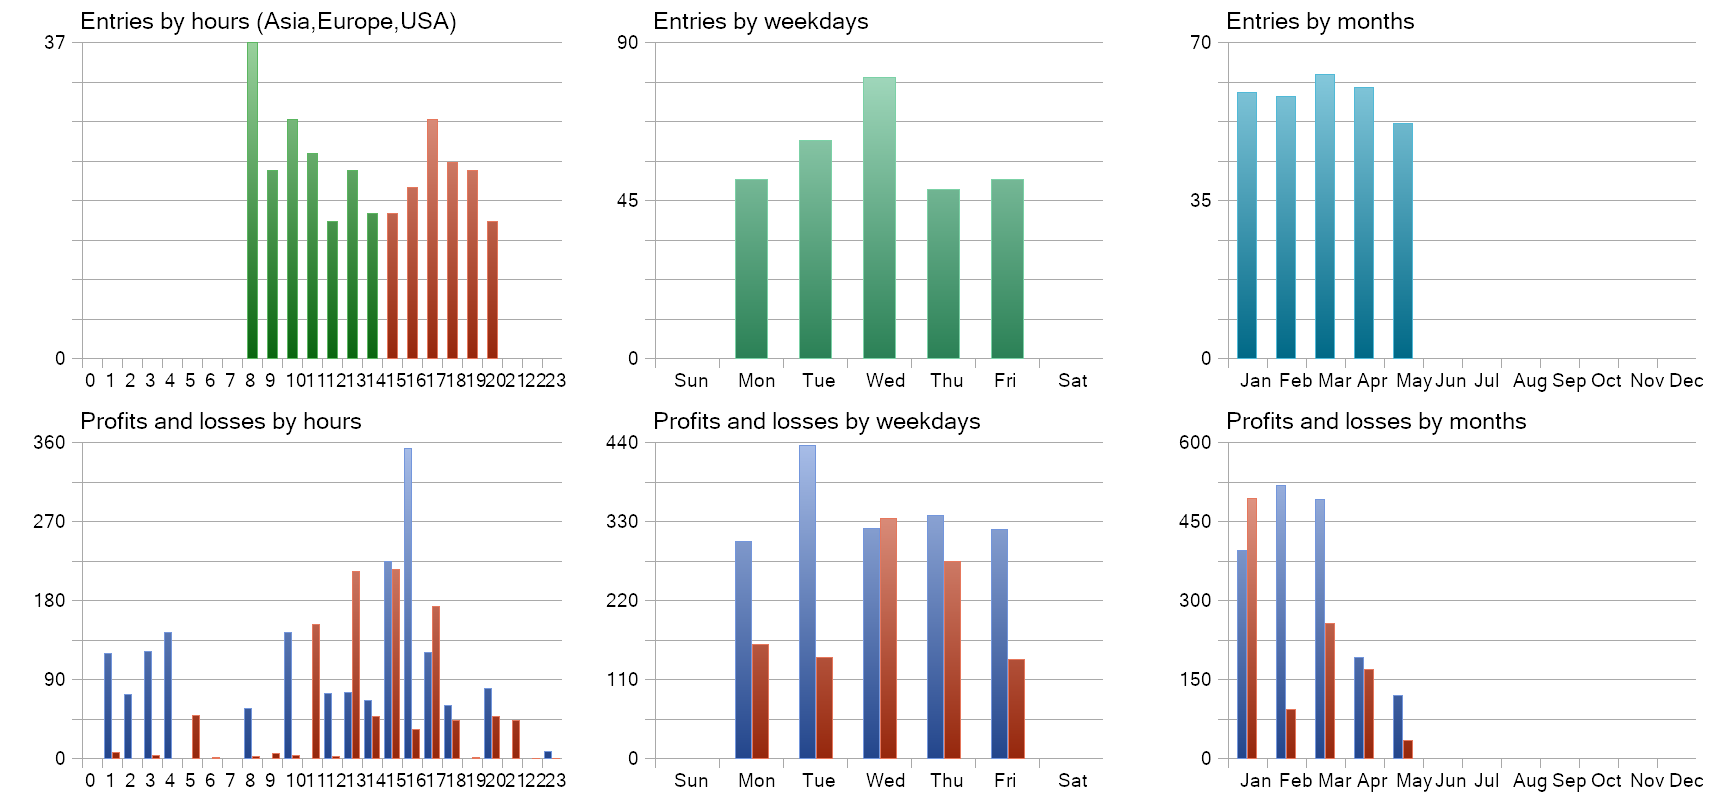 Entries by hours (Asia,Europe,USA)
37
0
0 1 2 3 4 5 6 7 8 9 10 11 12 13 14 15 16 17 18 19 20 21 22 23
Entries by weekdays
90
45
0
Sun Mon Tue Wed Thu Fri Sat
Entries by months
70
35
0
Jan Feb Mar Apr May Jun Jul Aug Sep Oct Nov Dec
Profits and losses by hours
360
270
180
90
0
0 1 2 3 4 5 6 7 8 9 10 11 12 13 14 15 16 17 18 19 20 21 22 23
Profits and losses by weekdays
440
330
220
110
0
Sun Mon Tue Wed Thu Fri Sat
Profits and losses by months
600
450
300
150
0
Jan Feb Mar Apr May Jun Jul Aug Sep Oct Nov Dec